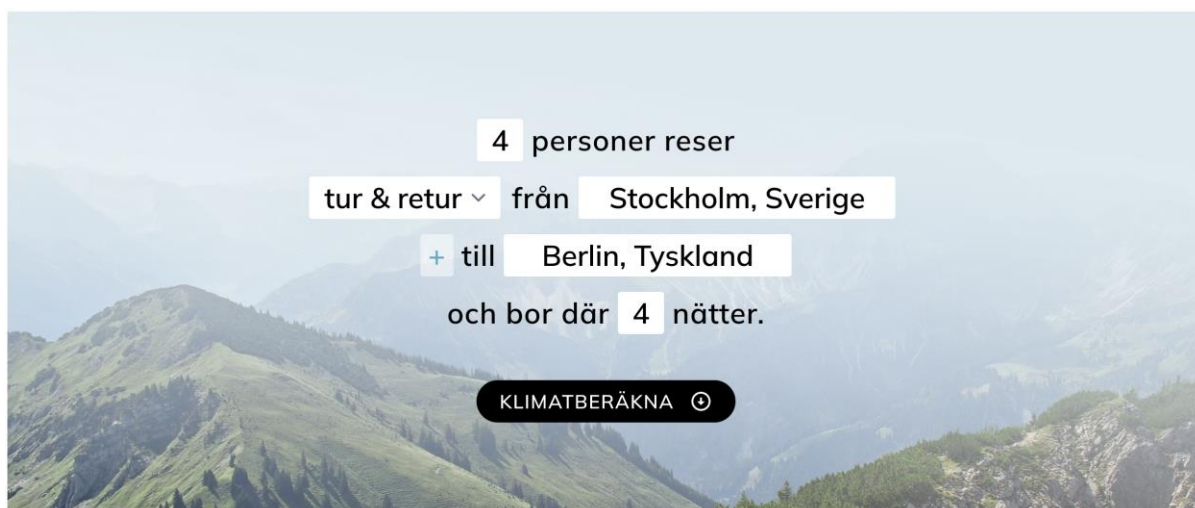 4 personer reser
tur & retur från Stockholm, Sverige
+ till Berlin, Tyskland
och bor där 4 nätter.
KLIMATBERÄKNA